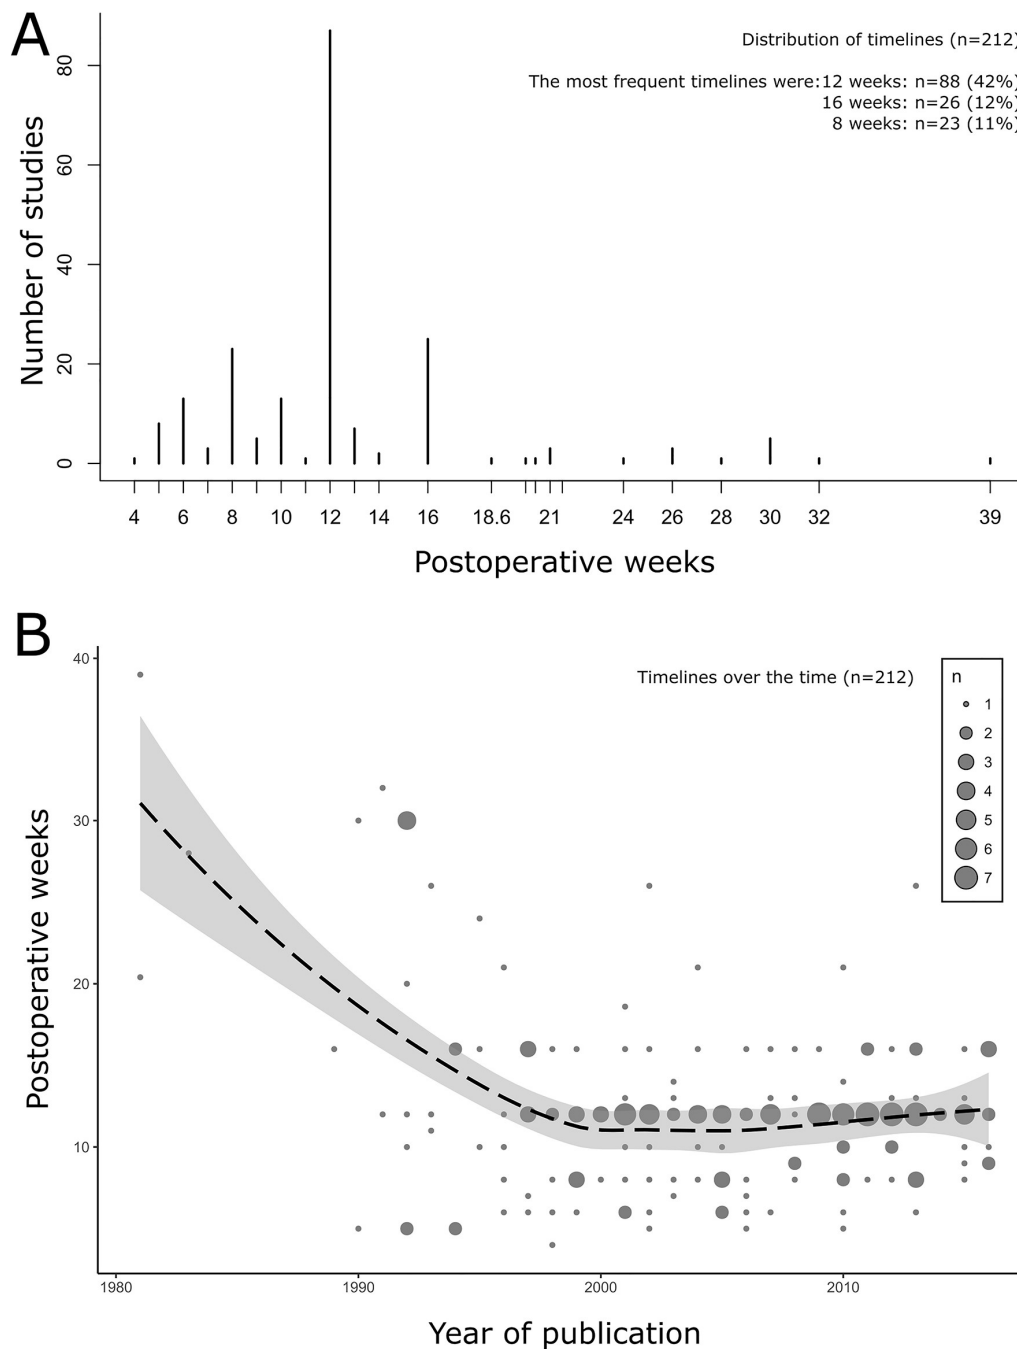 A
Distribution of timelines (n=212)
The most frequent timelines were:12 weeks: n=88 (42%)
16 weeks: n=26 (12%)
8 weeks: n=23 (11%)
Number of studies
80
60
40
20
0
4 6 8 10 12 14 16 18.6 21 24 26 28 30 32 39
Postoperative weeks
B
Timelines over the time (n=212)
n
1
2
3
4
5
6
7
Postoperative weeks
40
30
20
10
1980 1990 2000 2010
Year of publication